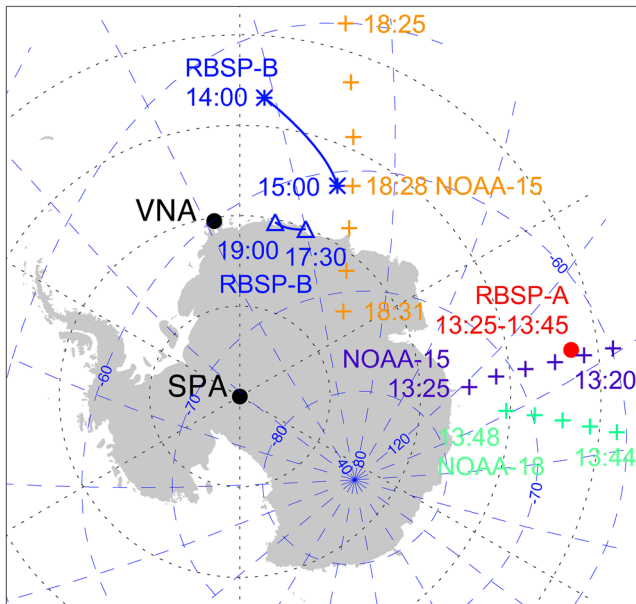 18:25
RBSP-B
14:00
15:00
18:28 NOAA-15
VNA
19:00
17:30
RBSP-B
-60
RBSP-A
13:25-13:45
18:31
NOAA-15
13:25
13:20
-60
SPA
-70
-80
120
13:48
NOAA-18
13:44
40
80
-70